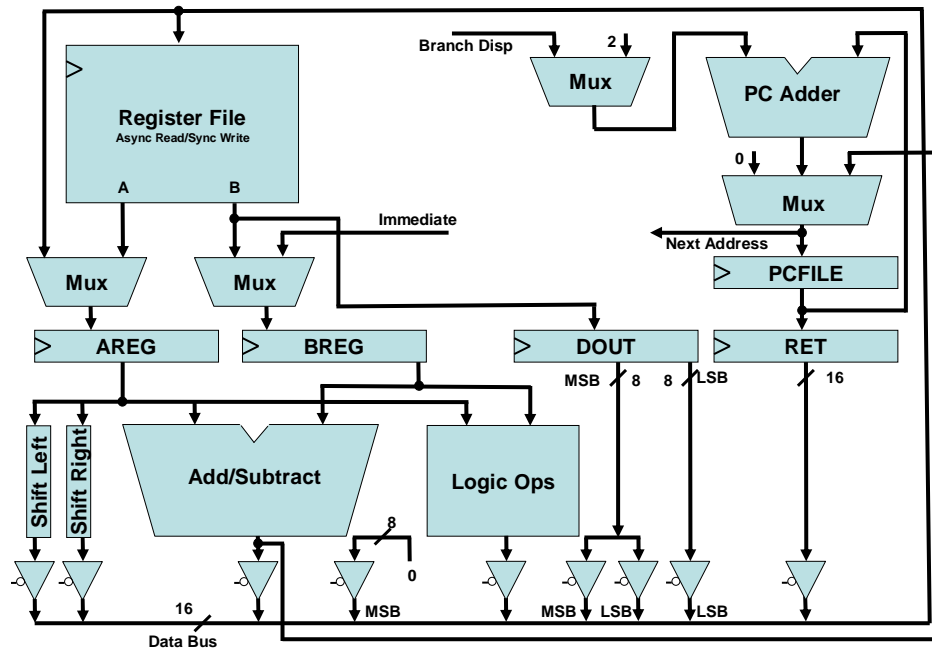 Branch Disp
2
Mux
PC Adder
Register File
Async Read/Sync Write
A
B
0
Mux
Immediate
Next Address
Mux
Mux
PCFILE
AREG
BREG
DOUT
RET
MSB
8
8
LSB
16
Shift Left
Shift Right
Add/Subtract
Logic Ops
8
0
MSB
MSB
LSB
LSB
16
Data Bus